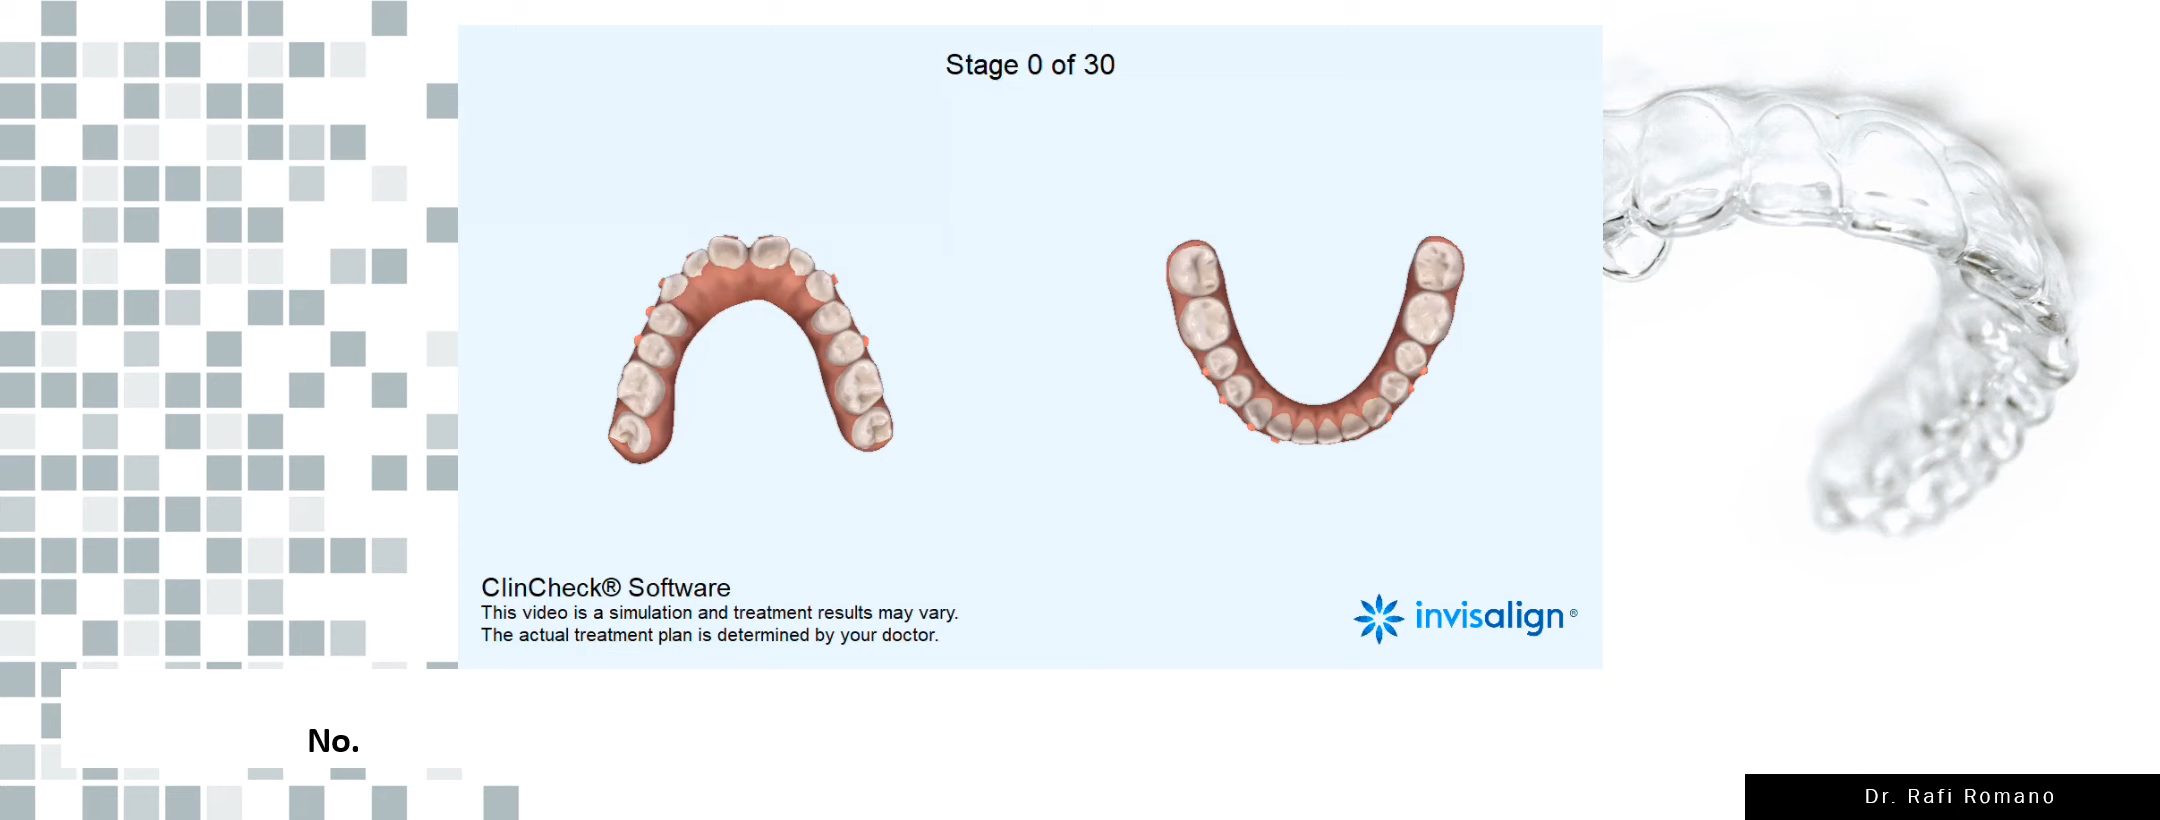 Stage 0 of 30
ClinCheck® Software
This video is a simulation and treatment results may vary.
The actual treatment plan is determined by your doctor.
invisalign®
No.
Dr. Rafi Romano